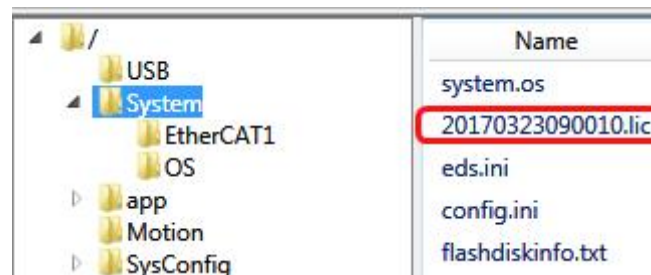 /
USB
System
EtherCAT1
OS
app
Motion
SysConfig
Name
system.os
20170323090010.lic
eds.ini
config.ini
flashdiskinfo.txt